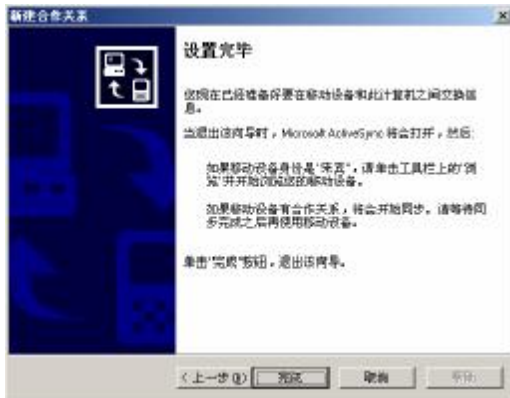 新建合作关系
设置完毕
您现在已经准备好要在移动设备和此计算机之间交换信
息。
当退出该向导时，Microsoft ActiveSync 将会打开，然后:
如果移动设备身份是“来宾”，请单击工具栏上的“浏
览”并开始浏览您的移动设备。
如果移动设备有合作关系，将会开始同步。请等待同
步完成之后再使用移动设备。
单击“完成”按钮，退出该向导。
<上一步(B)
完成
取消
帮助